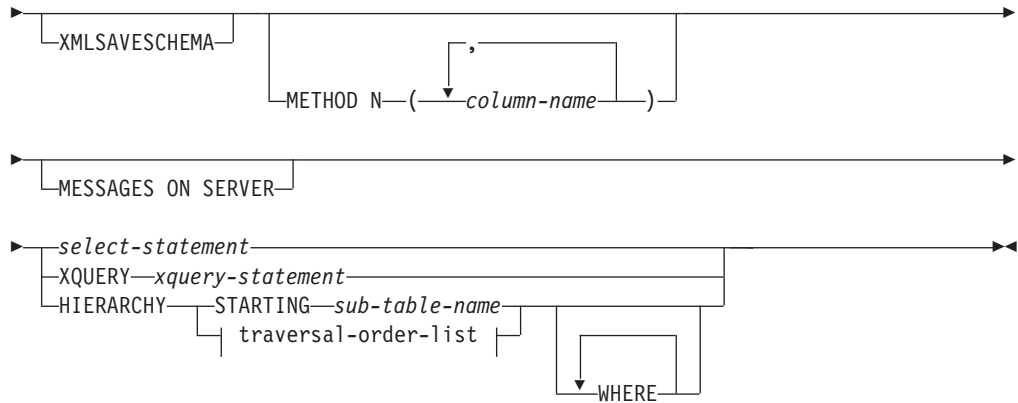 XMLSAVESCHEMA
,
METHOD N ( column-name )
MESSAGES ON SERVER
select-statement
XQUERY xquery-statement
HIERARCHY STARTING sub-table-name
traversal-order-list
WHERE